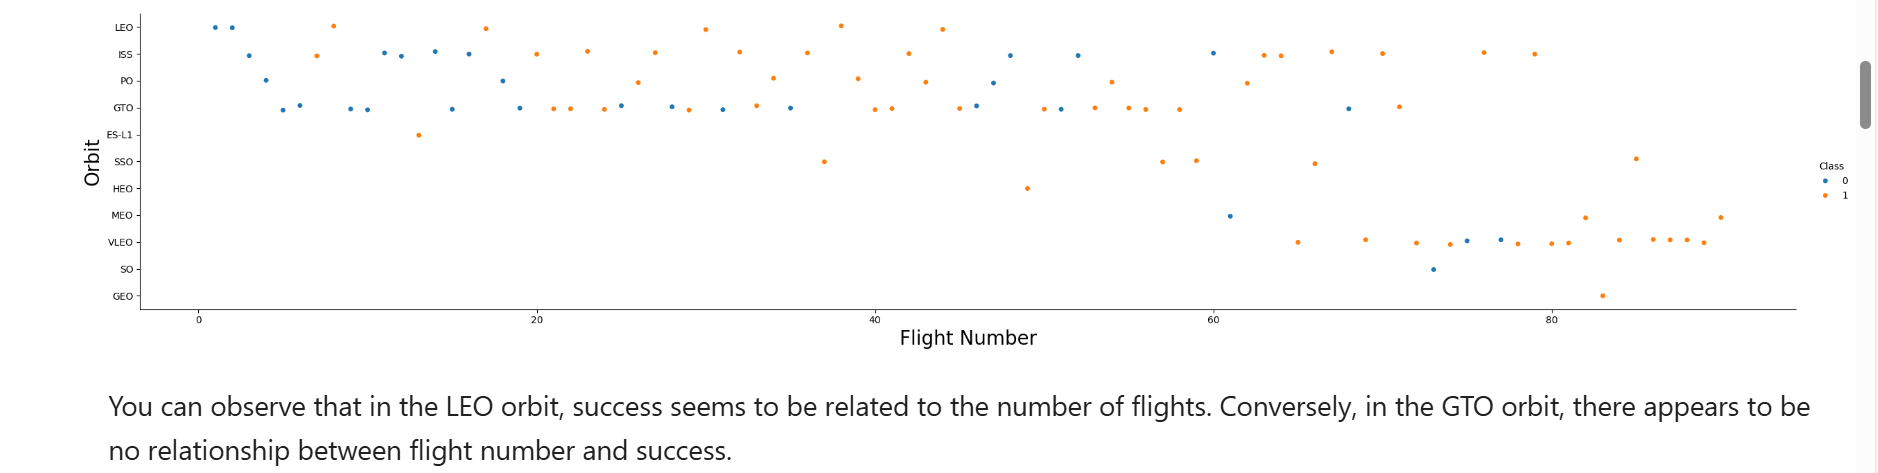 LEO
ISS
PO
GTO
ES-L1
SSO
HEO
MEO
VLEO
SO
GEO
Orbit
0 20 40 60 80
Flight Number
Class
0
1
You can observe that in the LEO orbit, success seems to be related to the number of flights. Conversely, in the GTO orbit, there appears to be
no relationship between flight number and success.